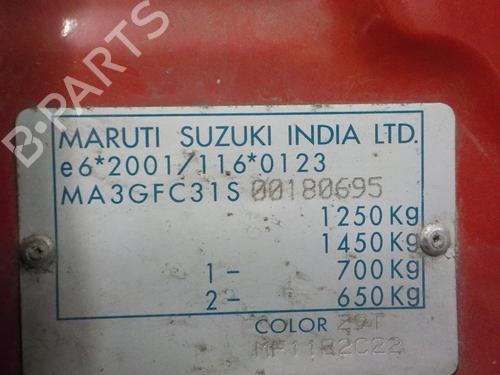 B-PARTS
MARUTI SUZUKI INDIA LTD.
e6*2001/116*0123
MA3GFC31S 00180695
1250Kg
1450Kg
1- 700Kg
2- 650Kg
COLOR